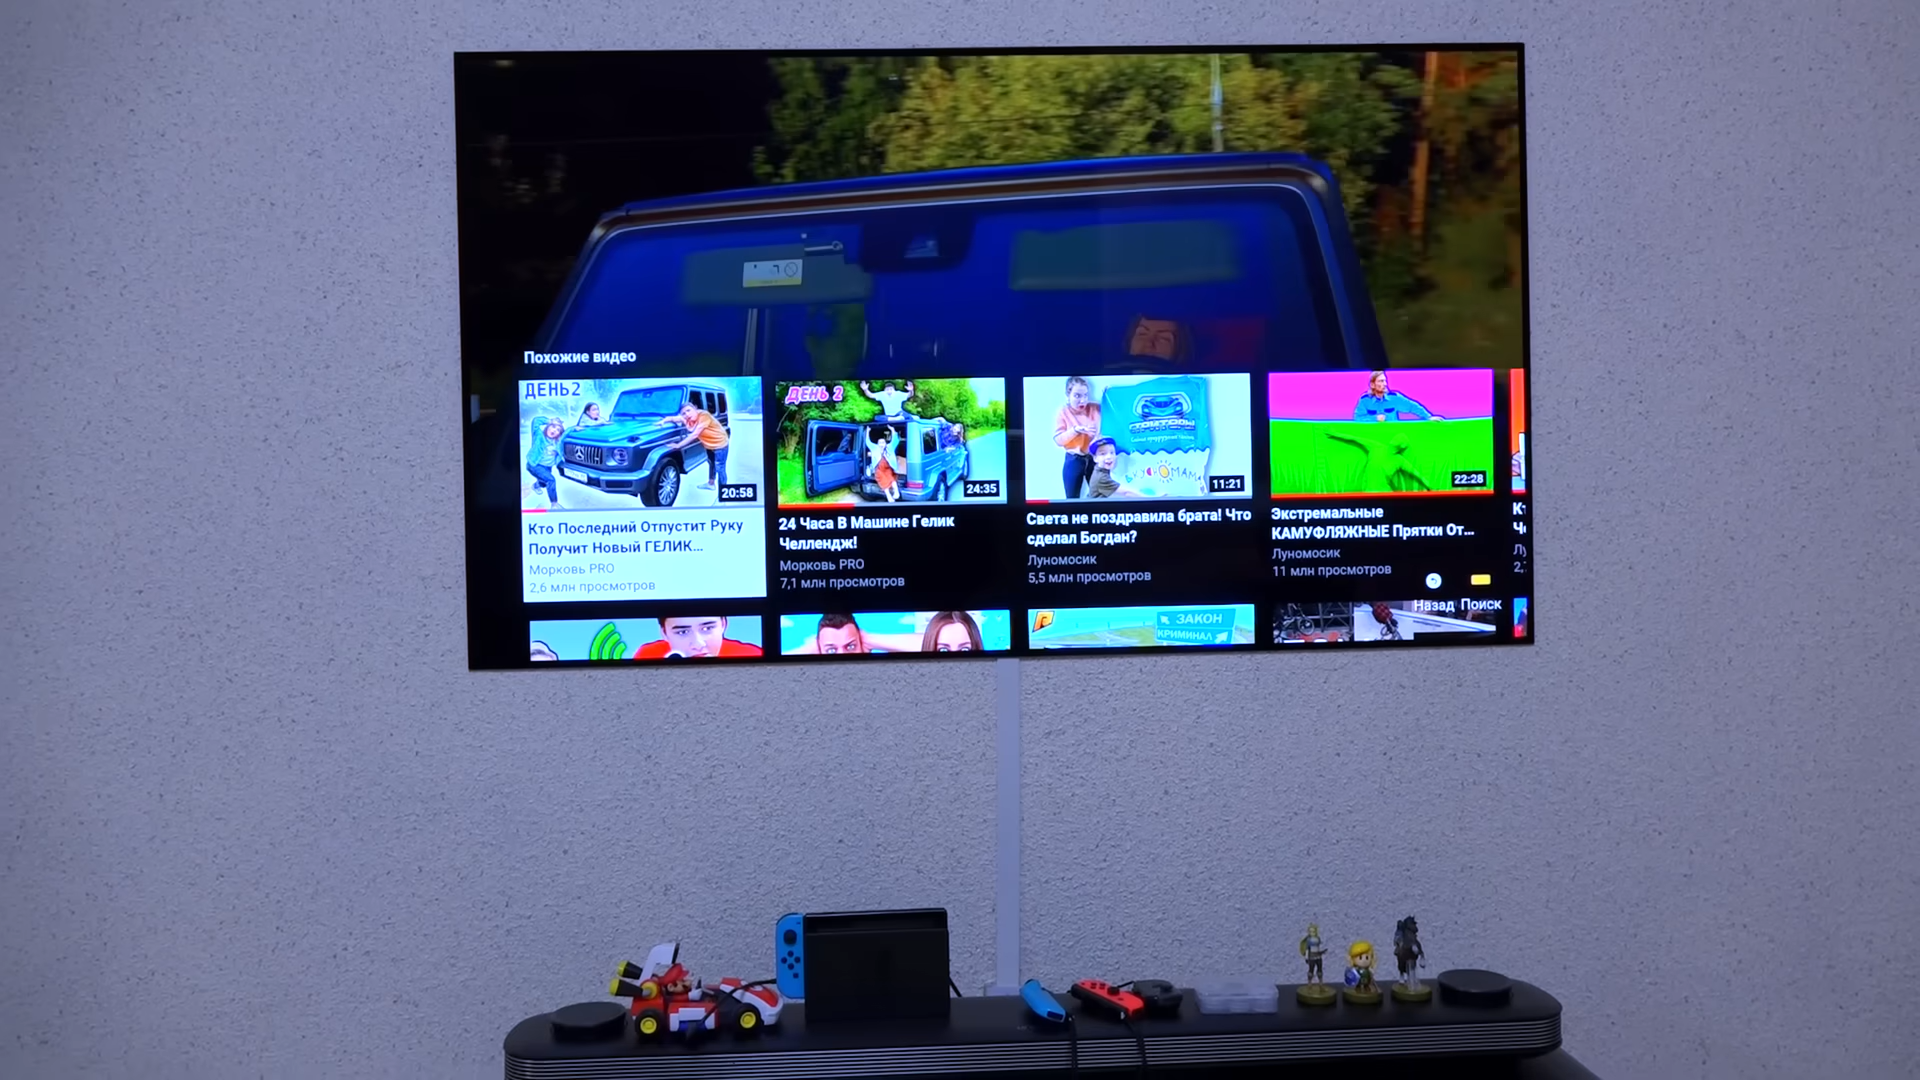 Похожие видео
ДЕНЬ 2
20:58
Кто Последний Отпустит Руку
Получит Новый ГЕЛИК...
Морковь PRO
2,6 млн просмотров
ДЕНЬ 2
24:35
24 Часа В Машине Гелик
Челлендж!
Морковь PRO
7,1 млн просмотров
11:21
Света не поздравила брата! Что
сделал Богдан?
Луномосик
5,5 млн просмотров
22:28
Экстремальные
КАМУФЛЯЖНЫЕ Прятки От...
Луномосик
11 млн просмотров
Назад Поиск
ЗАКОН
КРИМИНАЛ